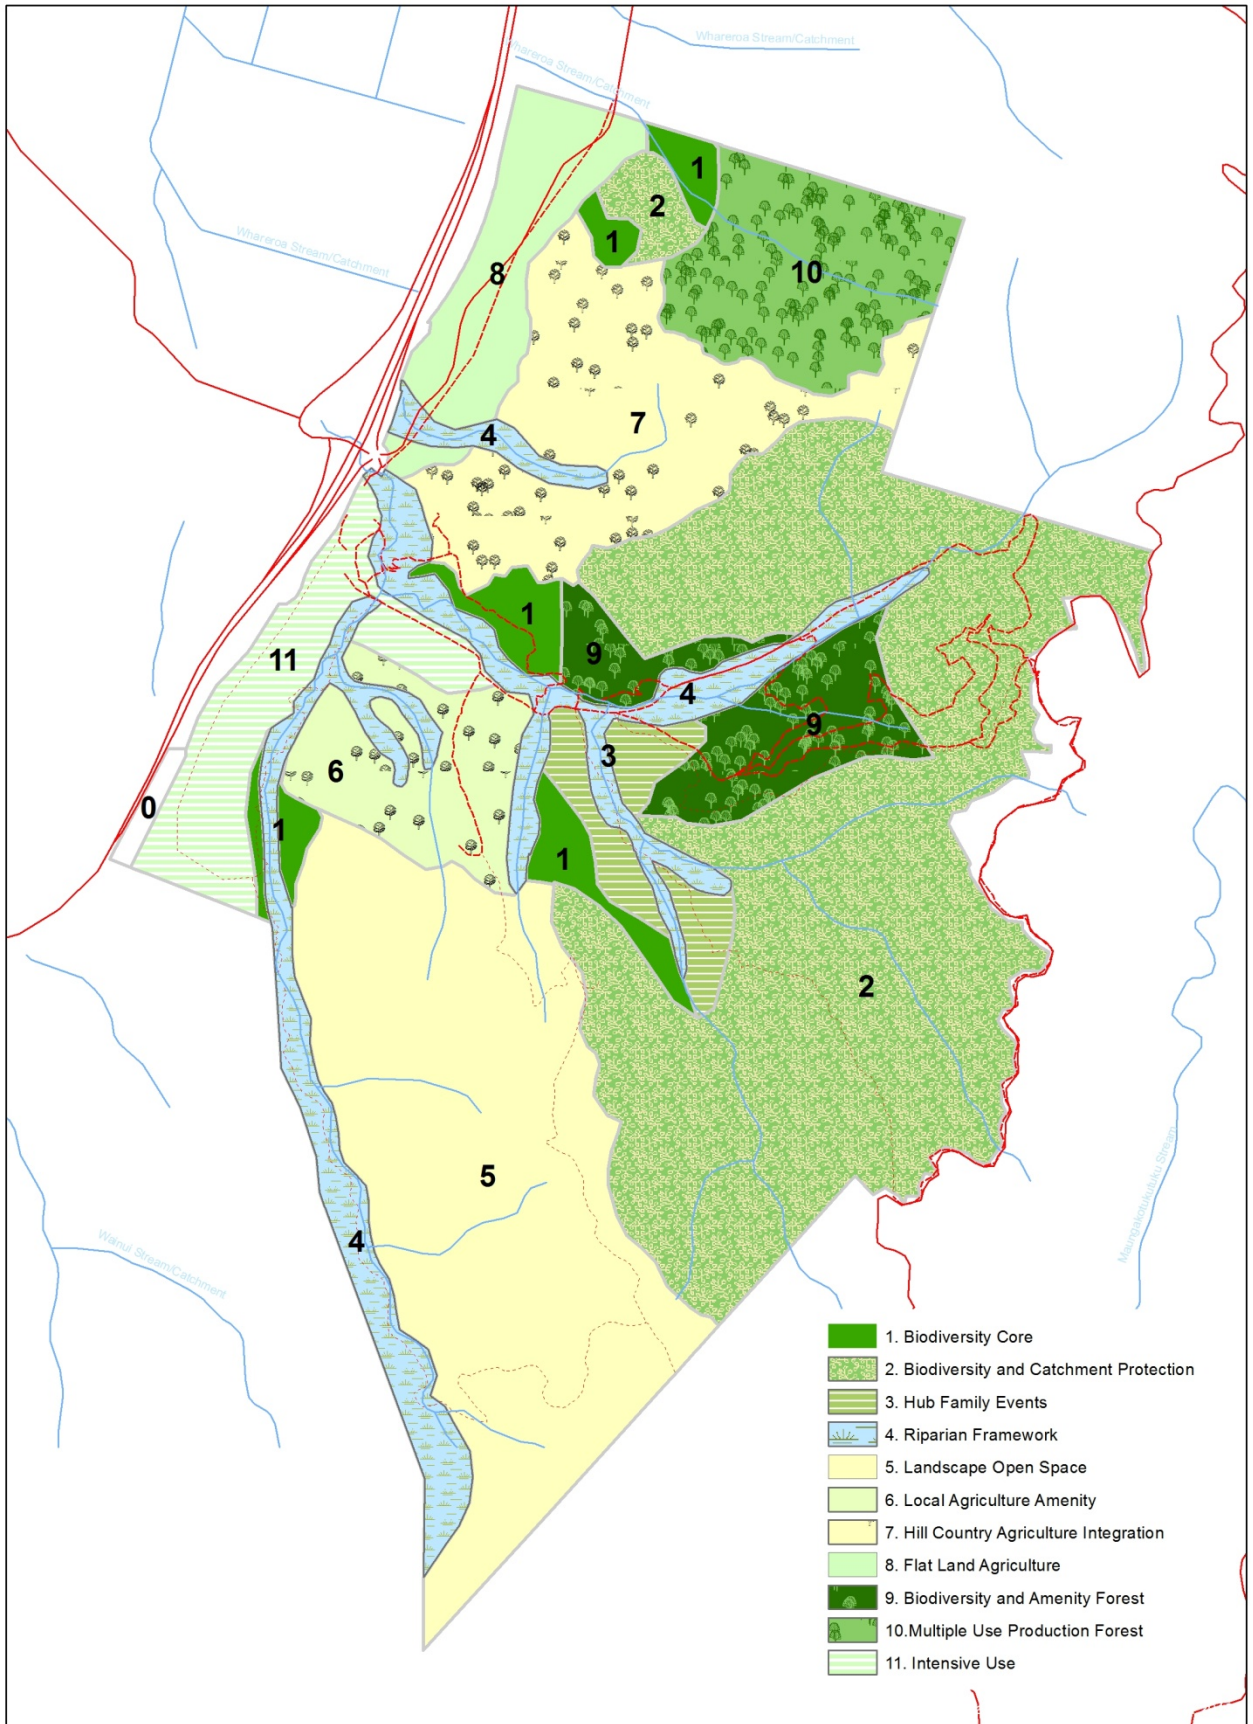 Whareroa Stream/Catchment
Whareroa Stream/Catchment
1
2
1
Whareroa Stream/Catchment
8
10
7
4
1
9
11
4
9
3
6
0
1
1
2
5
4
Maungakotukutuku Stream
Wainui Stream/Catchment
1. Biodiversity Core
2. Biodiversity and Catchment Protection
3. Hub Family Events
4. Riparian Framework
5. Landscape Open Space
6. Local Agriculture Amenity
7. Hill Country Agriculture Integration
8. Flat Land Agriculture
9. Biodiversity and Amenity Forest
10.Multiple Use Production Forest
11. Intensive Use